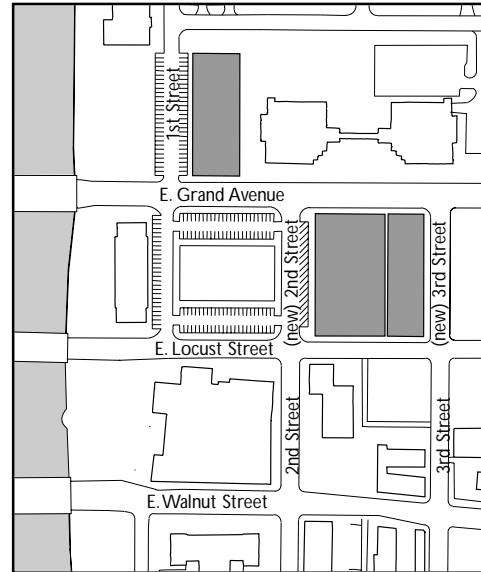 1st Street
E. Grand Avenue
(new) 2nd Street
(new) 3rd Street
E. Locust Street
2nd Street
3rd Street
E. Walnut Street